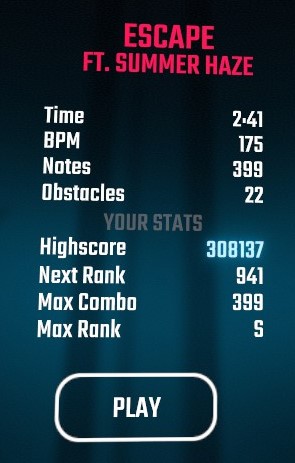 ESCAPE
FT. SUMMER HAZE
Time 2:41
BPM 175
Notes 399
Obstacles 22
YOUR STATS
Highscore 308137
Next Rank 941
Max Combo 399
Max Rank S
PLAY